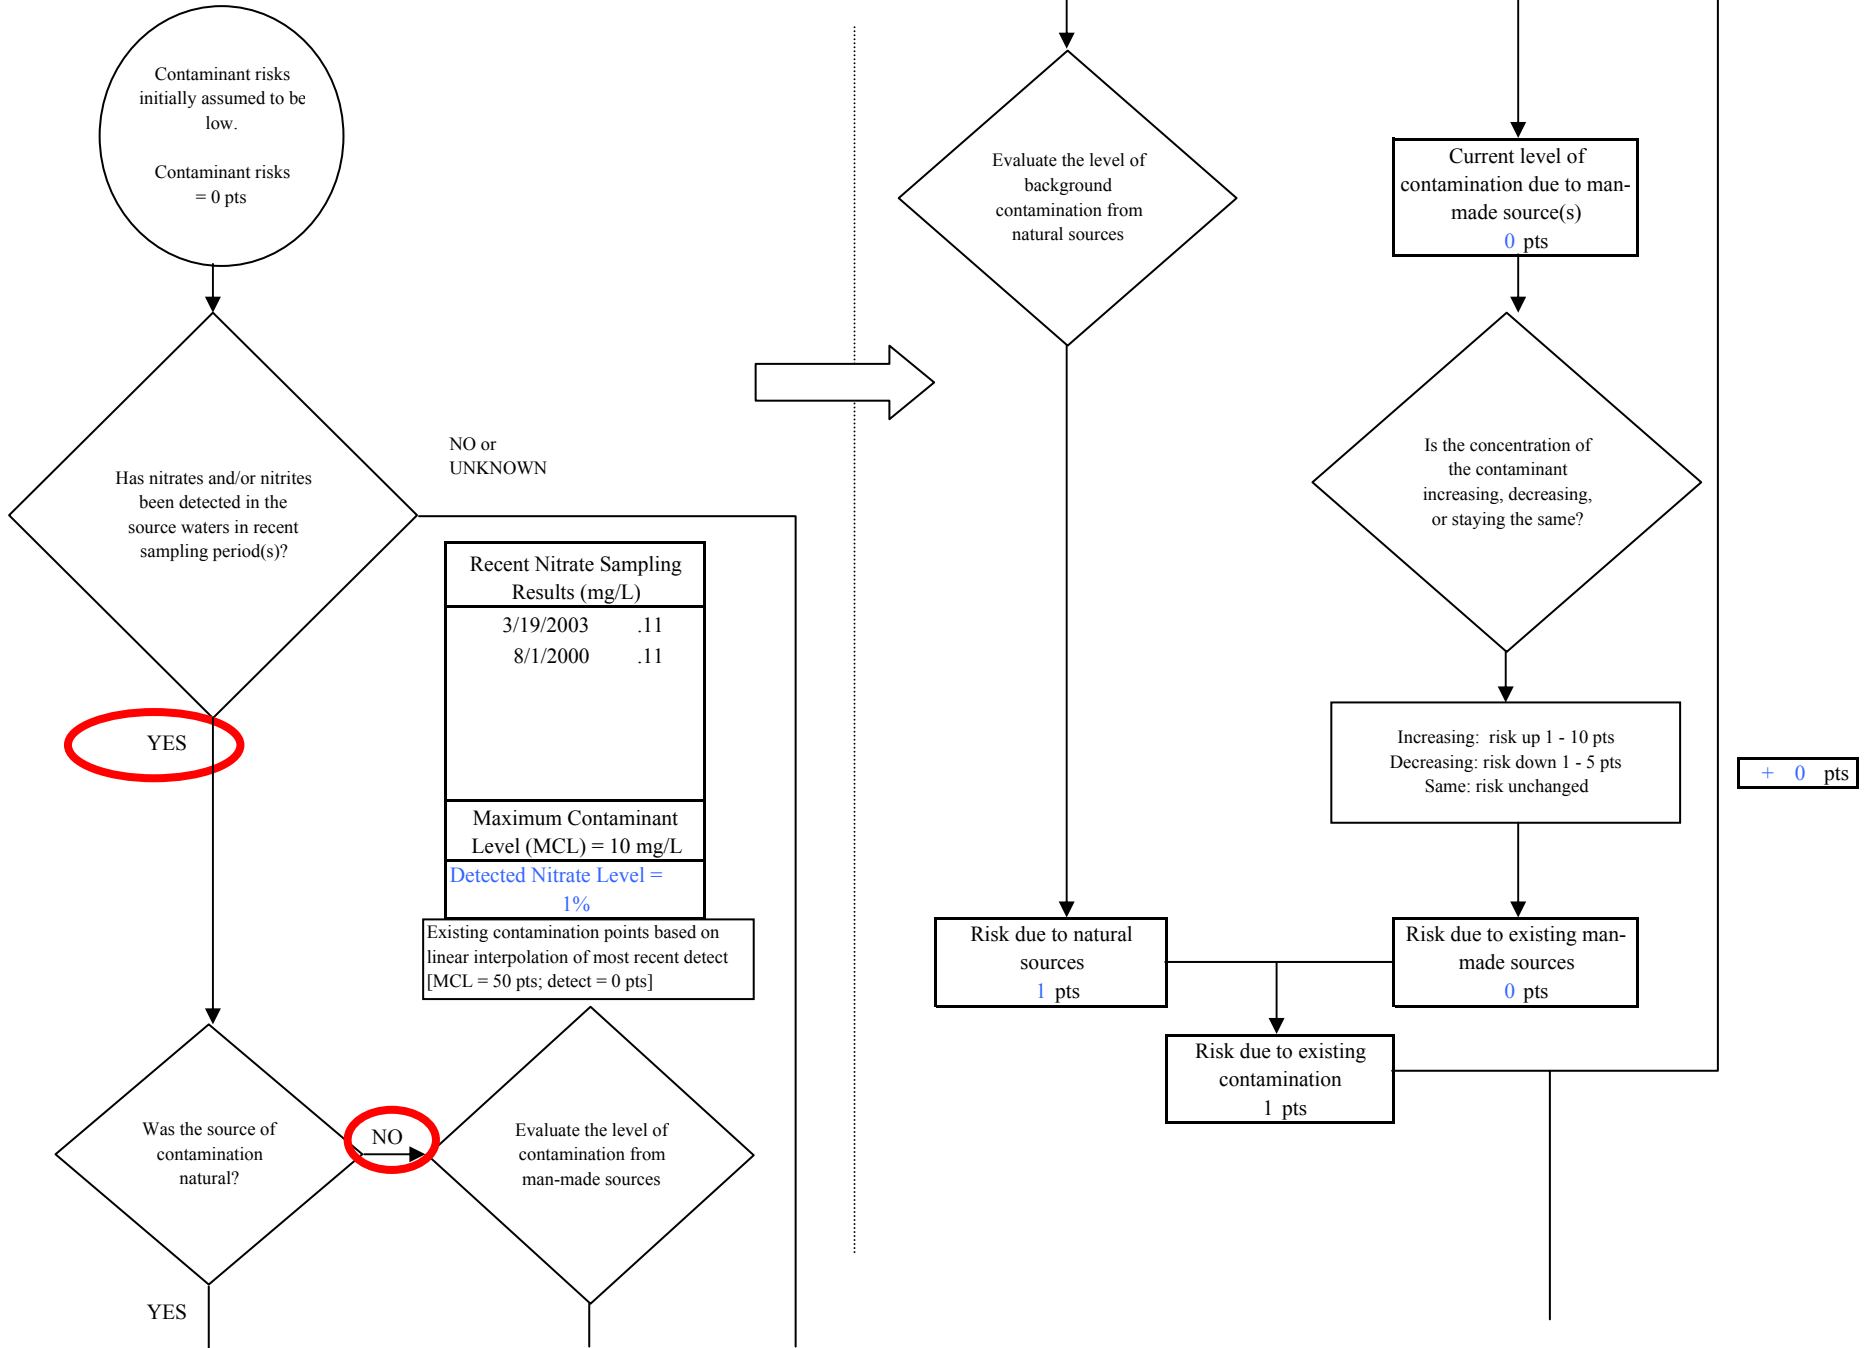 Contaminant risks
initially assumed to be
low.
Contaminant risks
= 0 pts
Has nitrates and/or nitrites
been detected in the
source waters in recent
sampling period(s)?
NO or
UNKNOWN
YES
Recent Nitrate Sampling
Results (mg/L)
3/19/2003 .11
8/1/2000 .11
Maximum Contaminant
Level (MCL) = 10 mg/L
Detected Nitrate Level =
1%
Existing contamination points based on
linear interpolation of most recent detect
[MCL = 50 pts; detect = 0 pts]
Was the source of
contamination
natural?
NO
Evaluate the level of
contamination from
man-made sources
YES
Evaluate the level of
background
contamination from
natural sources
Current level of
contamination due to man-
made source(s)
0 pts
Is the concentration of
the contaminant
increasing, decreasing,
or staying the same?
Increasing: risk up 1 - 10 pts
Decreasing: risk down 1 - 5 pts
Same: risk unchanged
+ 0 pts
Risk due to natural
sources
1 pts
Risk due to existing man-
made sources
0 pts
Risk due to existing
contamination
1 pts